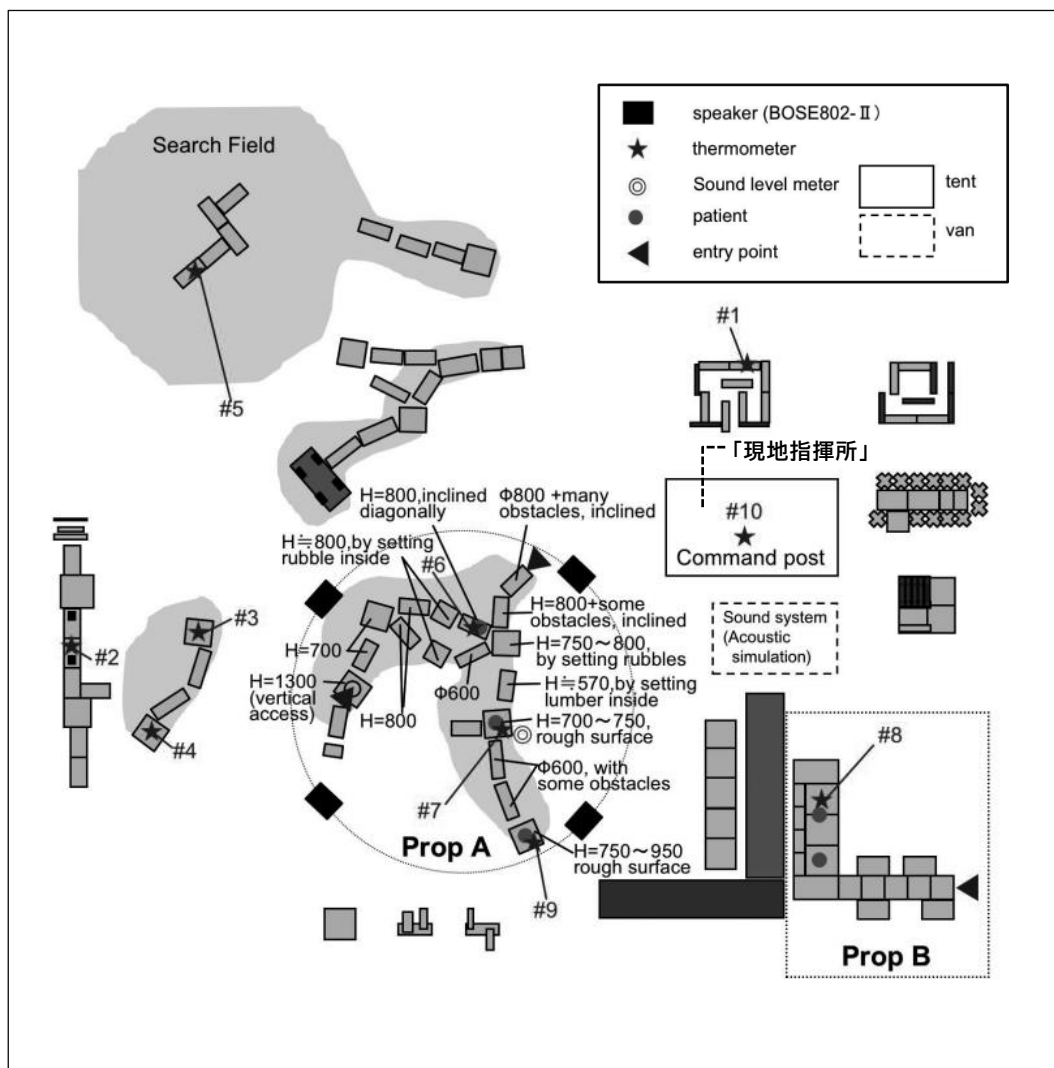 Search Field
speaker (BOSE802-Ⅱ)
thermometer
Sound level meter
patient
entry point
tent
van
#1
#5
「現地指揮所」
H=800,inclined
diagonally
Φ800 +many
obstacles, inclined
#10
Command post
H≒800,by setting
rubble inside
#6
#3
#2
H=800+some
obstacles, inclined
Sound system
(Acoustic
simulation)
H=700
H=750～800,
by setting rubbles
H=1300
(vertical
access)
Φ600
H≒570,by setting
lumber inside
H=800
#4
H=700～750,
rough surface
#8
#7
Φ600, with
some obstacles
Prop A
H=750～950
rough surface
#9
Prop B